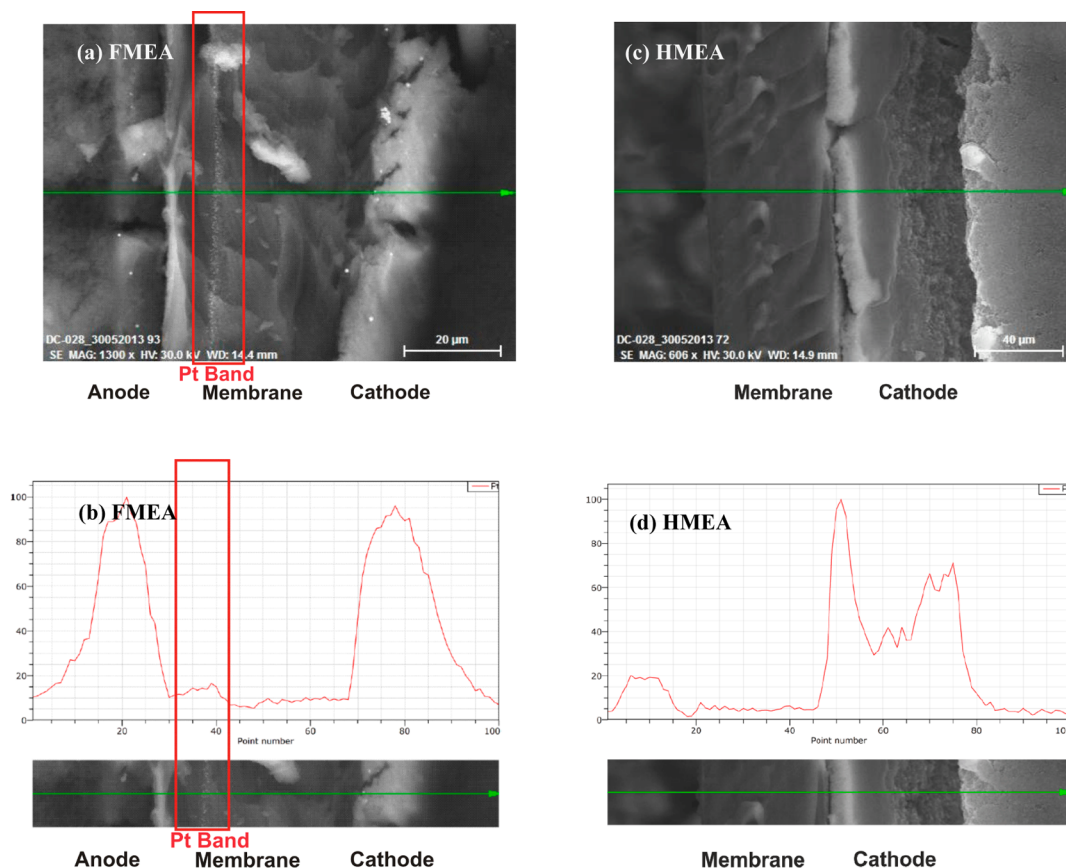 (a) FMEA
DC-028_30052013 93
SE MAG: 1300 x HV: 30.0 kV WD: 14.4 mm
20 µm
Pt Band
Anode Membrane Cathode
(c) HMEA
DC-028_30052013 72
SE MAG: 606 x HV: 30.0 kV WD: 14.9 mm
40 µm
Membrane Cathode
(b) FMEA
Pt
100
80
60
40
20
0
20 40 60 80 100
Point number
Pt Band
Anode Membrane Cathode
(d) HMEA
100
80
60
40
20
0
20 40 60 80 100
Point number
Membrane Cathode